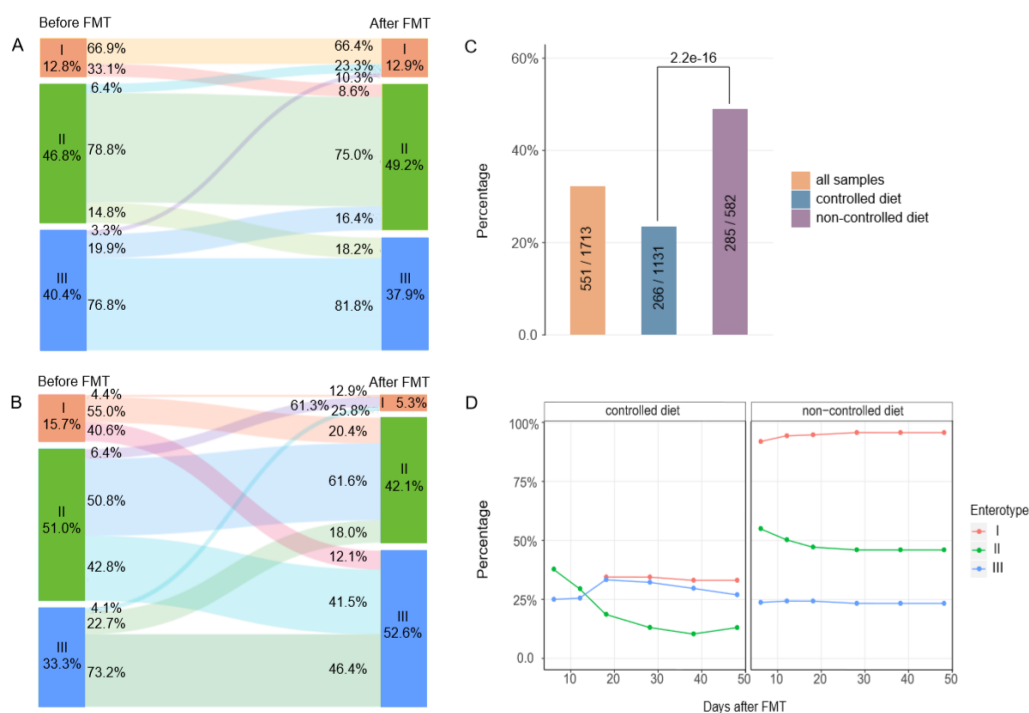 A
Before FMT
After FMT
I
12.8%
66.9%
33.1%
6.4%
II
46.8%
78.8%
14.8%
3.3%
19.9%
III
40.4%
76.8%
66.4%
23.3%
10.3%
8.6%
I
12.9%
75.0%
II
49.2%
16.4%
18.2%
81.8%
III
37.9%
B
Before FMT
After FMT
I
15.7%
4.4%
55.0%
40.6%
6.4%
II
51.0%
50.8%
42.8%
4.1%
22.7%
III
33.3%
73.2%
12.9%
61.3%
25.8%
I 5.3%
20.4%
61.6%
II
42.1%
18.0%
12.1%
41.5%
III
52.6%
46.4%
C
Percentage
60%
40%
20%
0.0
2.2e-16
551 / 1713
266 / 1131
285 / 582
all samples
controlled diet
non-controlled diet
D
controlled diet
non−controlled diet
Percentage
100%
75%
50%
25%
0.0
10 20 30 40 50
10 20 30 40 50
Days after FMT
Enterotype
I
II
III